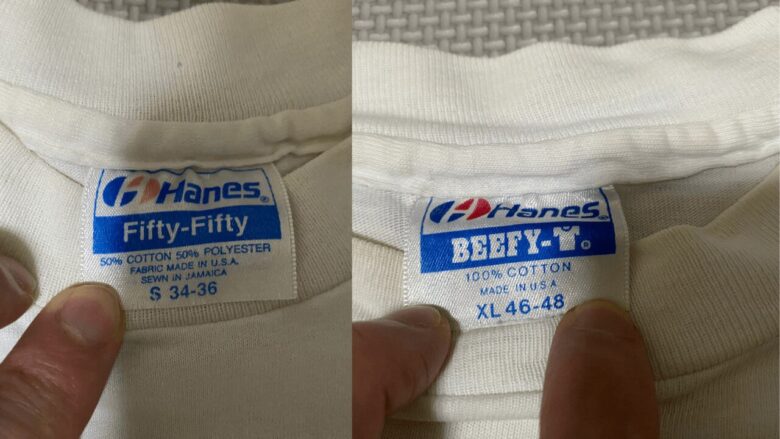 Hanes®
Fifty-Fifty
50% COTTON 50% POLYESTER
FABRIC MADE IN U.S.A.
SEWN IN JAMAICA
S 34-36
Hanes®
BEEFY-T®
100% COTTON
MADE IN U.S.A
XL 46-48